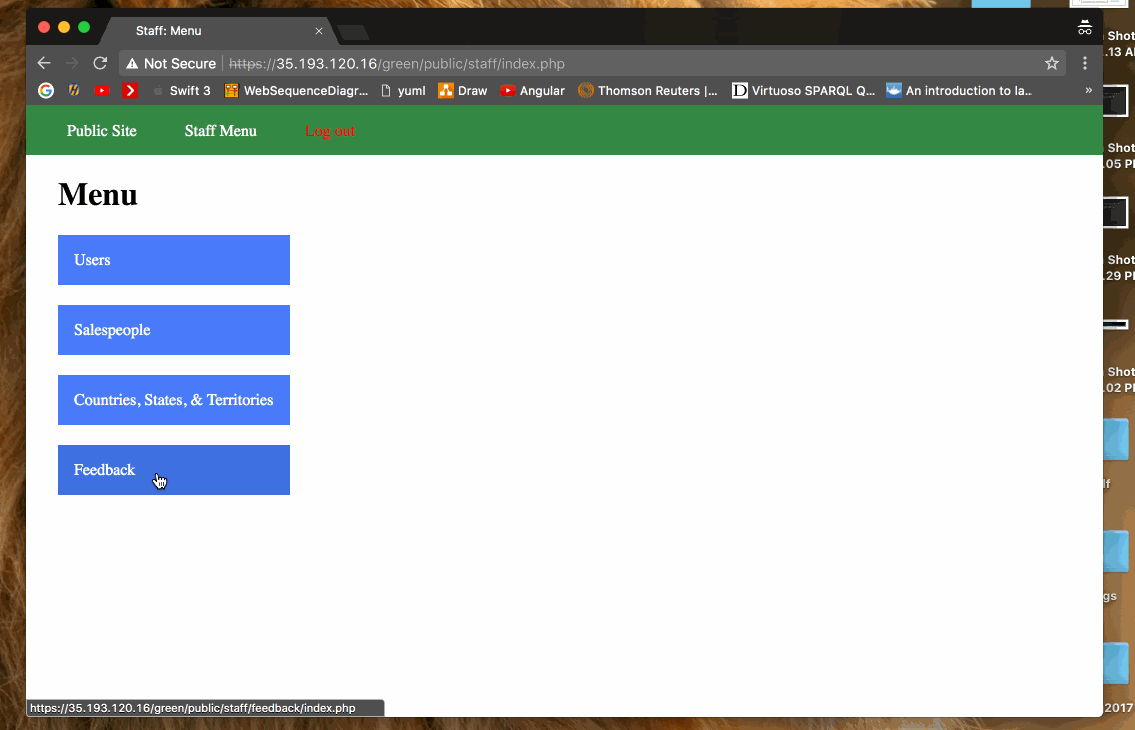 Staff: Menu
Not Secure https://35.193.120.16/green/public/staff/index.php
Swift 3 WebSequenceDiagr... yuml Draw Angular Thomson Reuters |... Virtuoso SPARQL Q... An introduction to la... »
Public Site Staff Menu Log out
Menu
Users
Salespeople
Countries, States, & Territories
Feedback
https://35.193.120.16/green/public/staff/feedback/index.php
Shot
.13 A
Shot
.05 P
Shot
.29 P
Shot
.02 P
lf
gs
2017